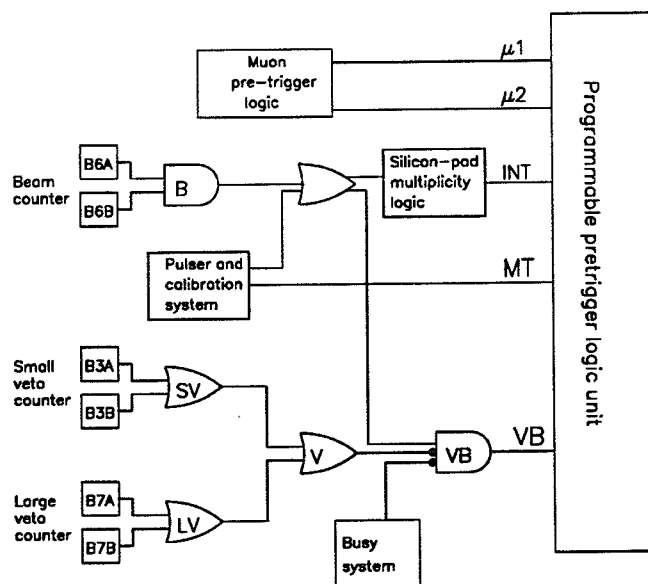 Muon
pre-trigger
logic
μ1
μ2
B6A
B6B
Beam
counter
B
Silicon-pad
multiplicity
logic
INT
Pulser and
calibration
system
MT
B3A
B3B
Small
veto
counter
SV
V
VB
VB
B7A
B7B
Large
veto
counter
LV
Busy
system
Programmable pretrigger logic unit